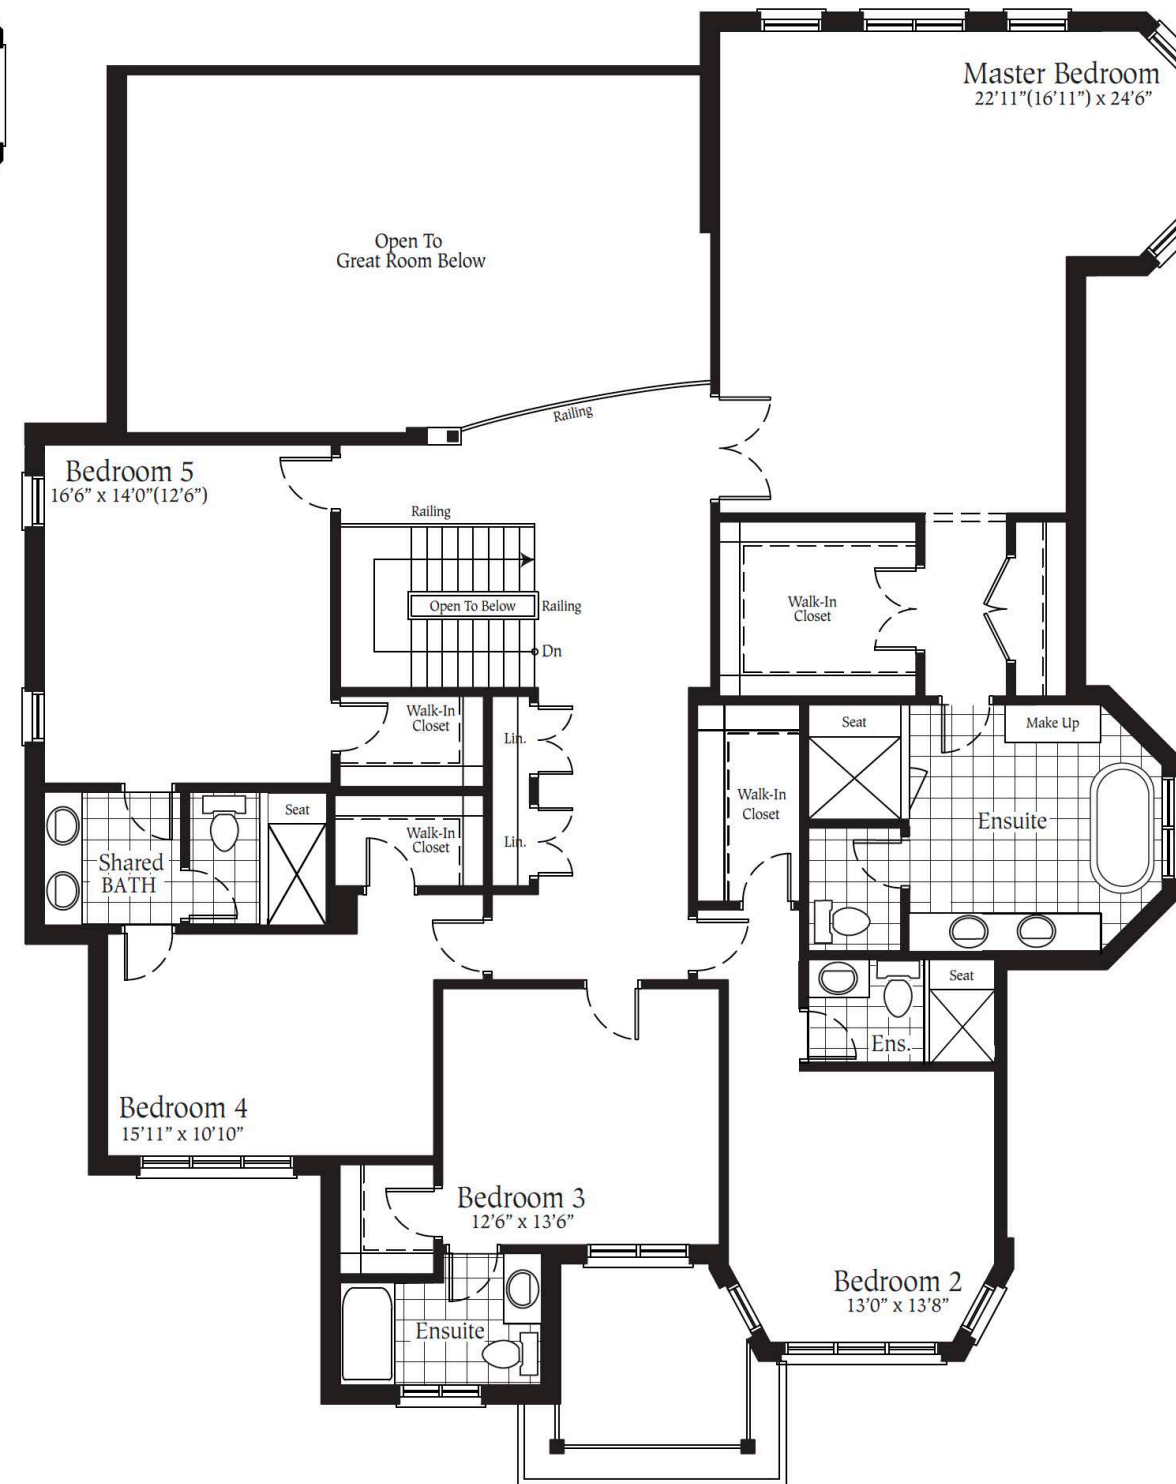 Master Bedroom
22’11”(16’11”) x 24’6”
Open To
Great Room Below
Railing
Bedroom 5
16’6” x 14’0”(12’6”)
Railing
Open To Below
Railing
Dn
Walk-In
Closet
Walk-In
Closet
Lin.
Seat
Make Up
Walk-In
Closet
Ensuite
Seat
Shared
BATH
Walk-In
Closet
Lin.
Seat
Ens.
Bedroom 4
15’11” x 10’10”
Bedroom 3
12’6” x 13’6”
Bedroom 2
13’0” x 13’8”
Ensuite